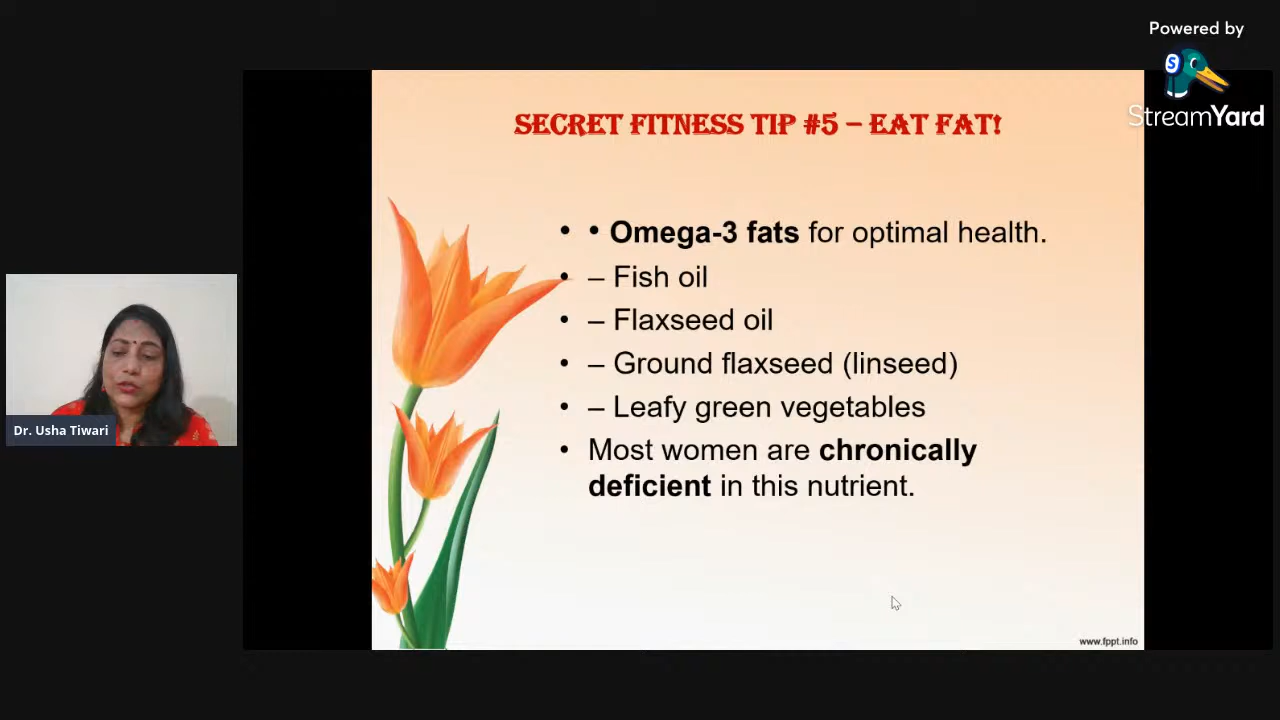 Powered by
StreamYard
SECRET FITNESS TIP #5 – EAT FAT!
• • Omega-3 fats for optimal health.
• – Fish oil
• – Flaxseed oil
• – Ground flaxseed (linseed)
• – Leafy green vegetables
• Most women are chronically
deficient in this nutrient.
Dr. Usha Tiwari
www.fppt.info